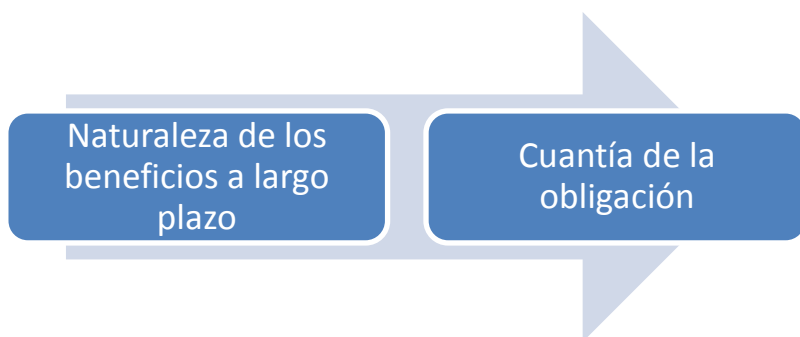 Naturaleza de los
beneficios a largo
plazo
Cuantía de la
obligación